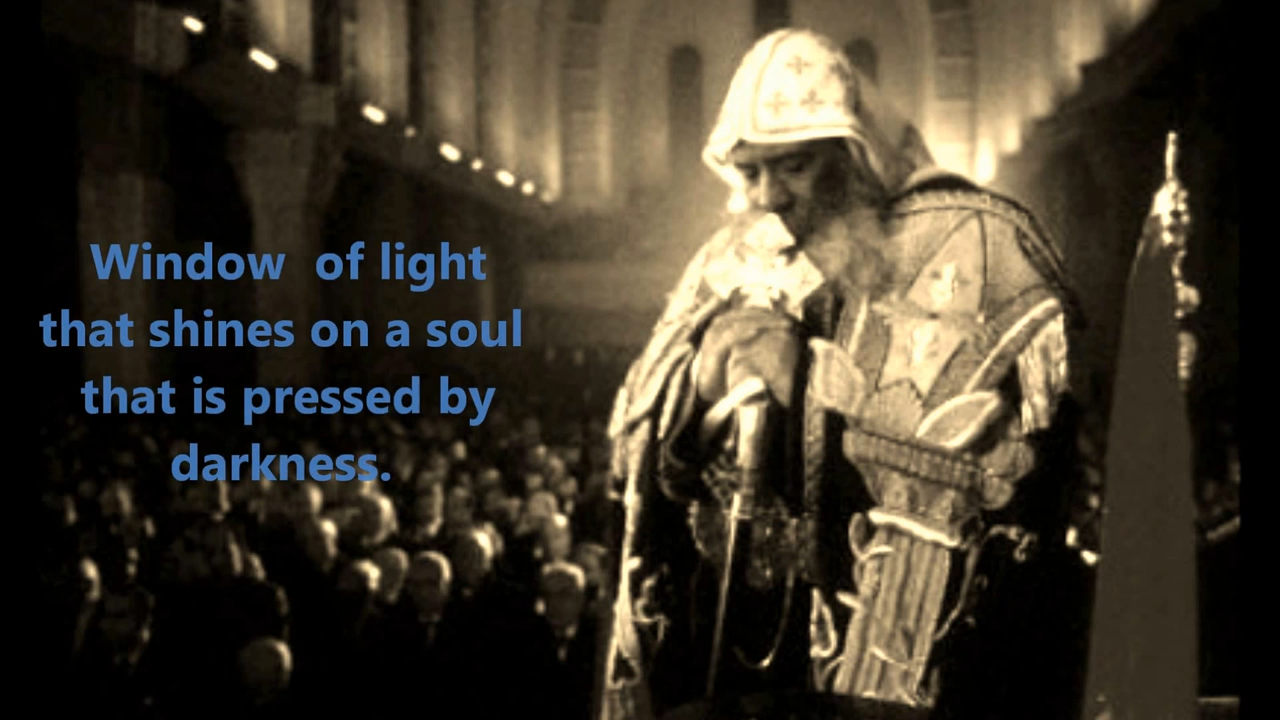 Window  of light
that shines on a soul
that is pressed by
darkness.